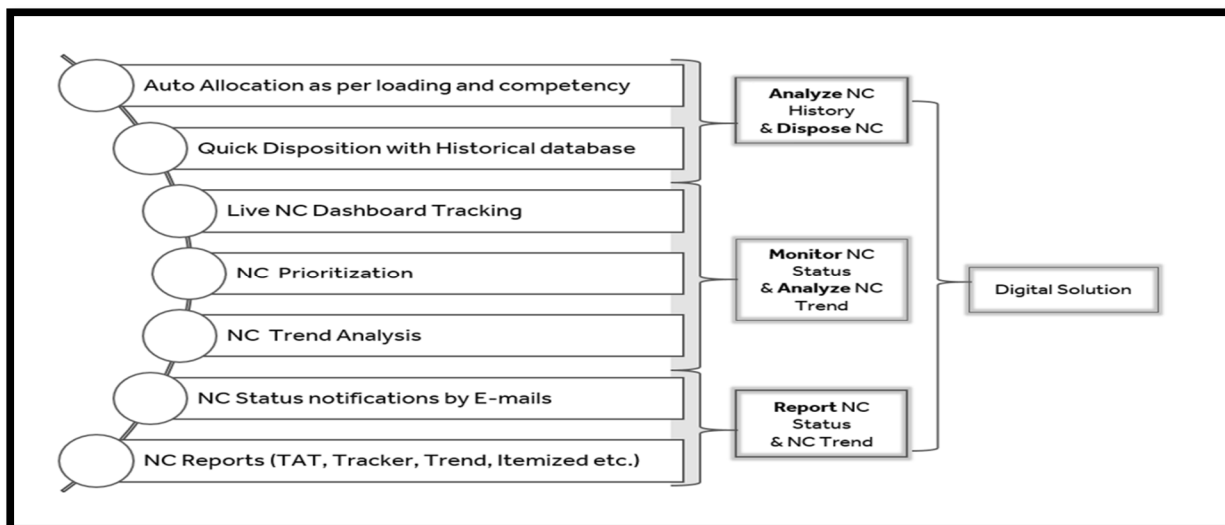 Auto Allocation as per loading and competency
Quick Disposition with Historical database
Live NC Dashboard Tracking
NC Prioritization
NC Trend Analysis
NC Status notifications by E-mails
NC Reports (TAT, Tracker, Trend, Itemized etc.)
Analyze NC
History
& Dispose NC
Monitor NC
Status
& Analyze NC
Trend
Report NC
Status
& NC Trend
Digital Solution